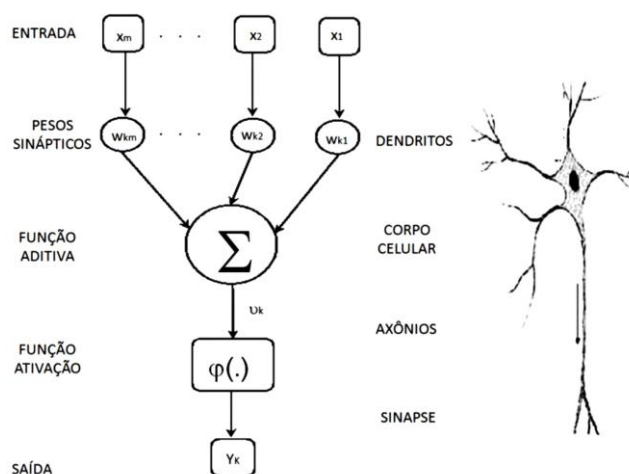 ENTRADA
xm . . . x2 x1
PESOS
SINÁPTICOS
wkm . . . wk2 wk1
DENDRITOS
FUNÇÃO
ADITIVA
Σ
CORPO
CELULAR
υk
AXÔNIOS
FUNÇÃO
ATIVAÇÃO
φ(.)
SINAPSE
SAÍDA
YK